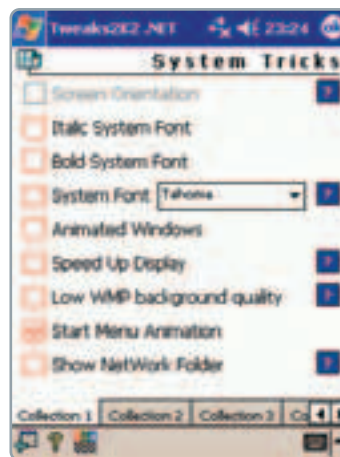 Tweaks2K2 .NET 23:24 ok
System Tricks
Screen Orientation ?
Italic System Font
Bold System Font
System Font Tahoma ?
Animated Windows
Speed Up Display ?
Low WMP background quality ?
Start Menu Animation
Show NetWork Folder ?
Collection 1 Collection 2 Collection 3 Co
?